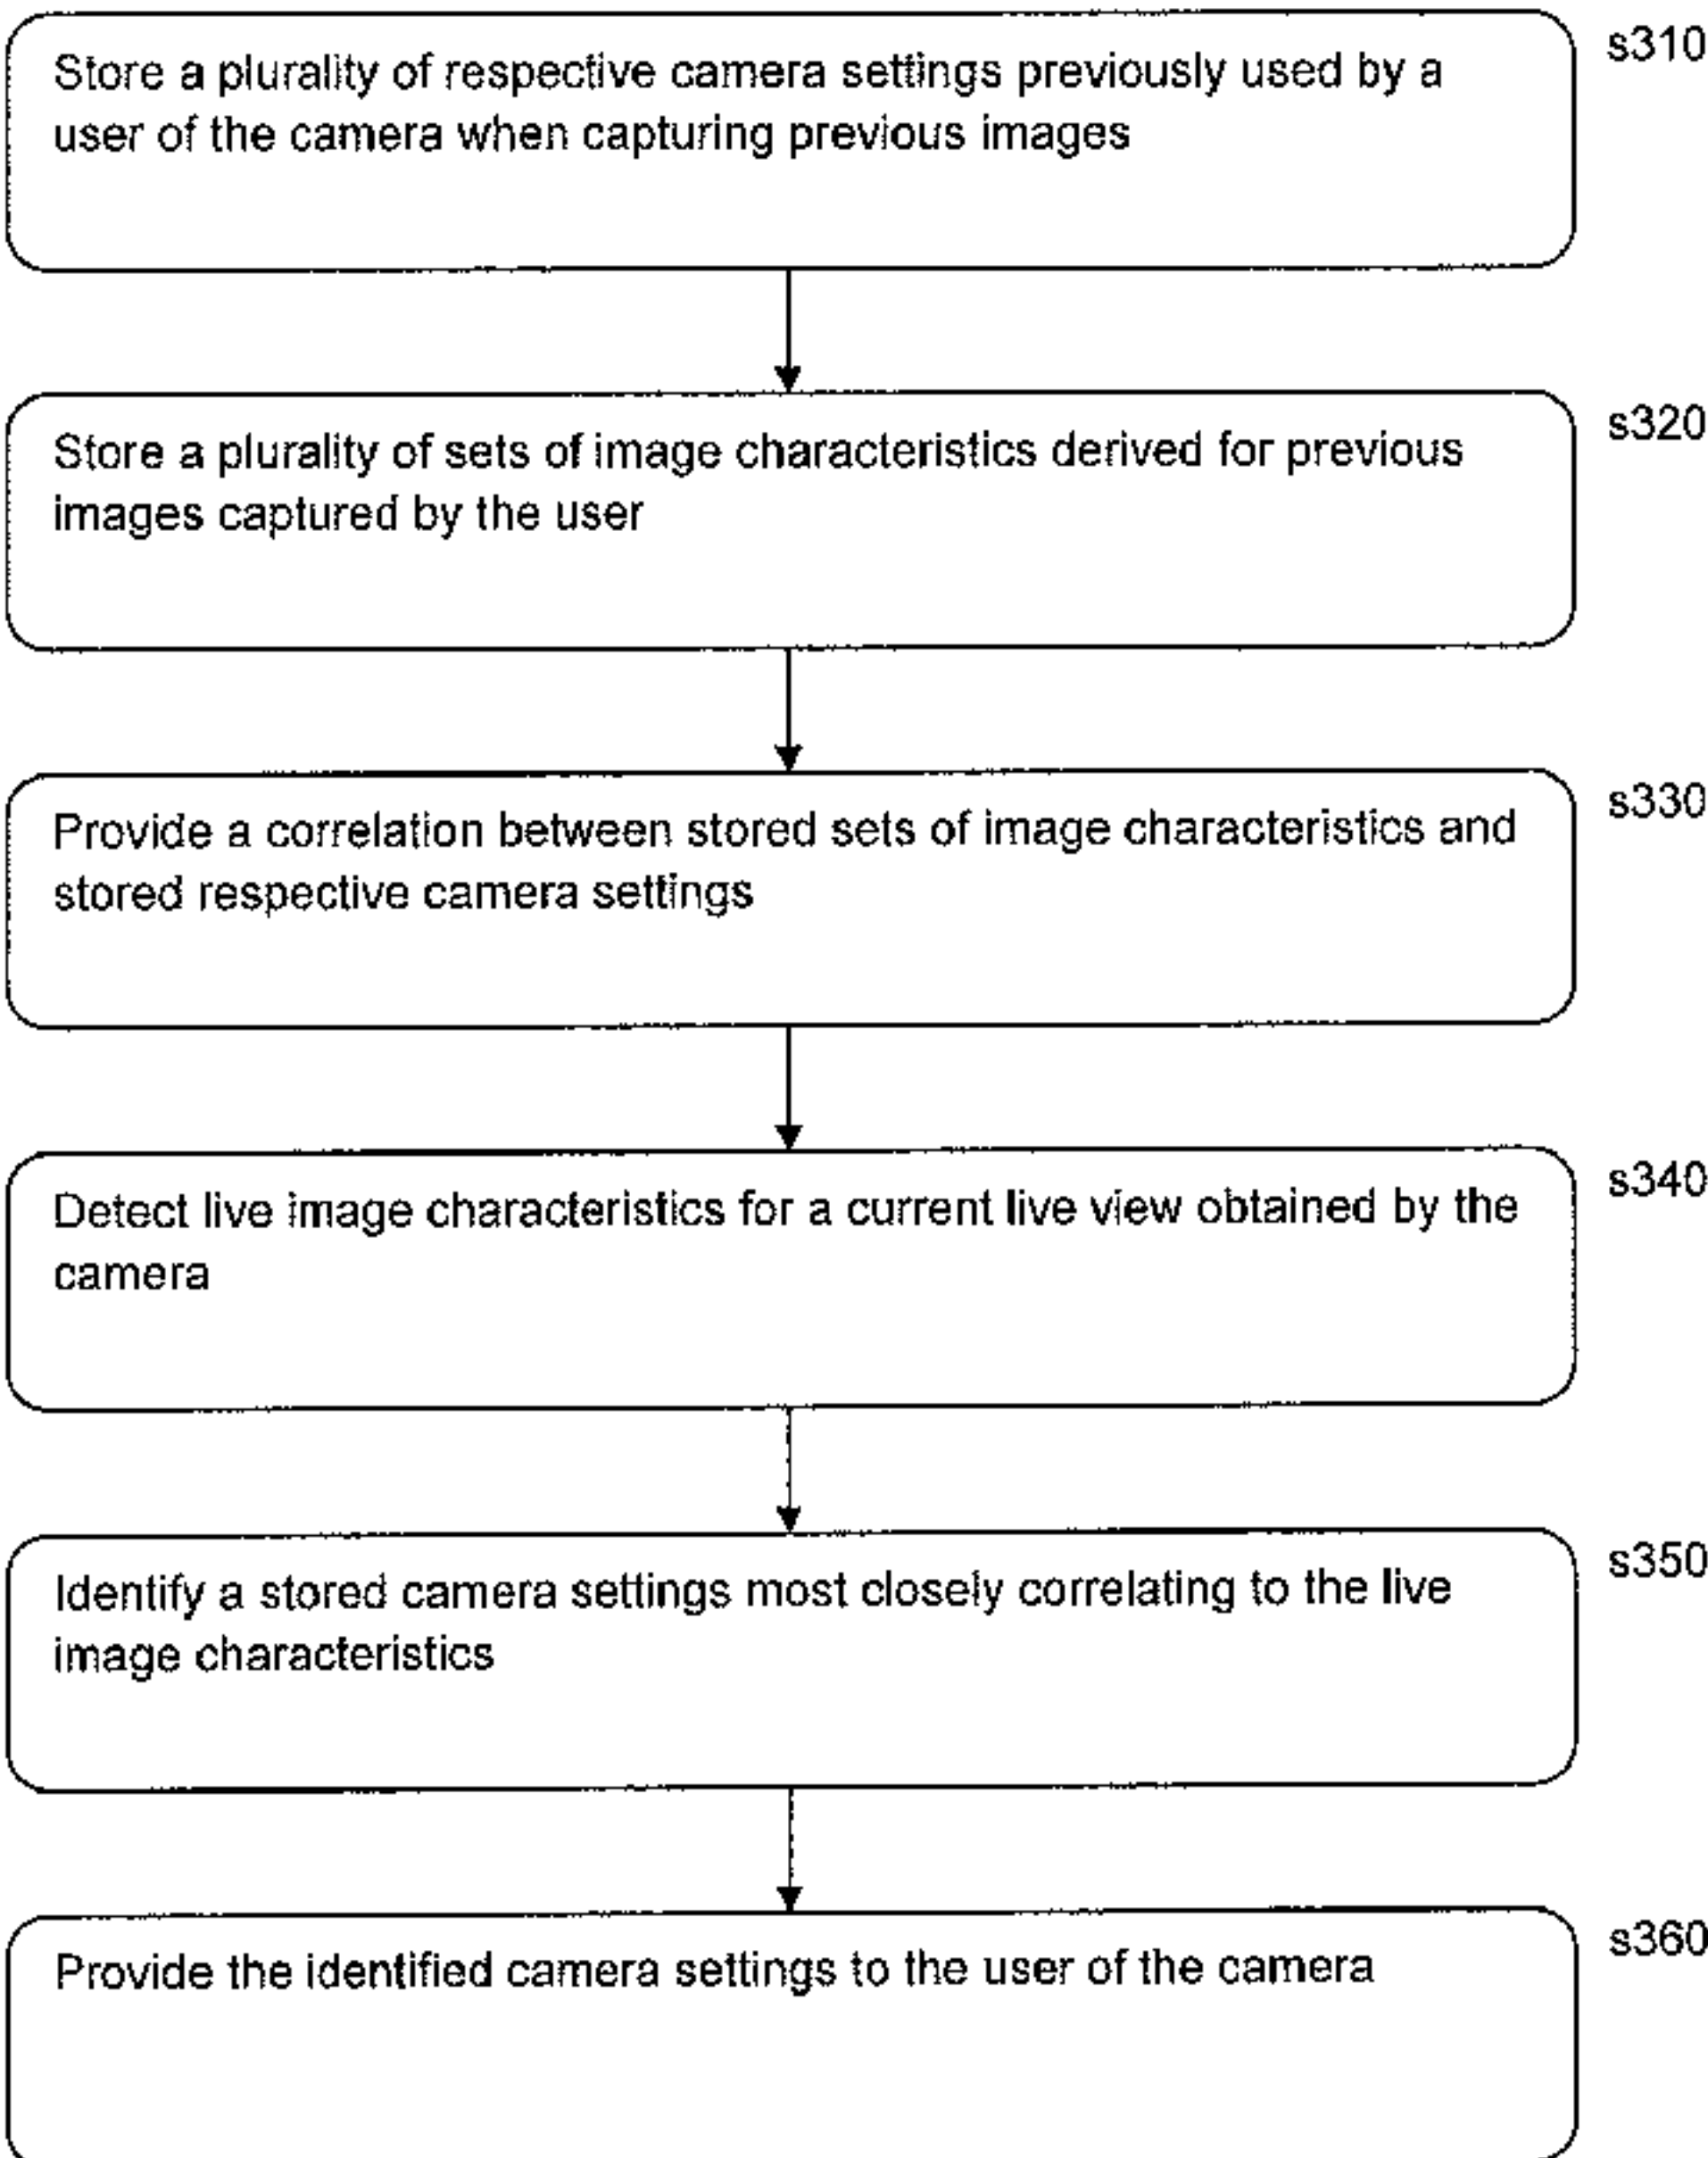 s310
Store a plurality of respective camera settings previously used by a
user of the camera when capturing previous images
s320
Store a plurality of sets of image characteristics derived for previous
images captured by the user
s330
Provide a correlation between stored sets of image characteristics and
stored respective camera settings
s340
Detect live image characteristics for a current live view obtained by the
camera
s350
Identify a stored camera settings most closely correlating to the live
image characteristics
s360
Provide the identified camera settings to the user of the camera